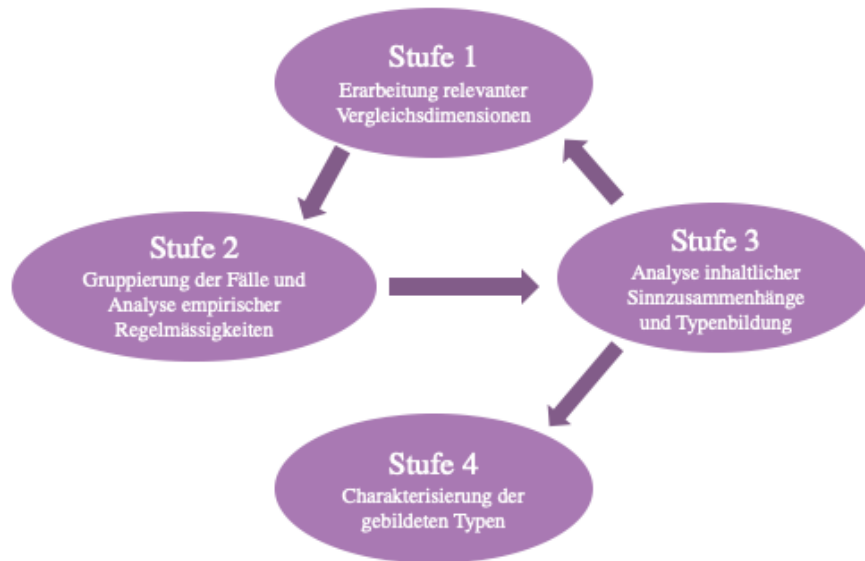 Stufe 1
Erarbeitung relevanter
Vergleichsdimensionen
Stufe 2
Gruppierung der Fälle und
Analyse empirischer
Regelmässigkeiten
Stufe 3
Analyse inhaltlicher
Sinnzusammenhänge
und Typenbildung
Stufe 4
Charakterisierung der
gebildeten Typen